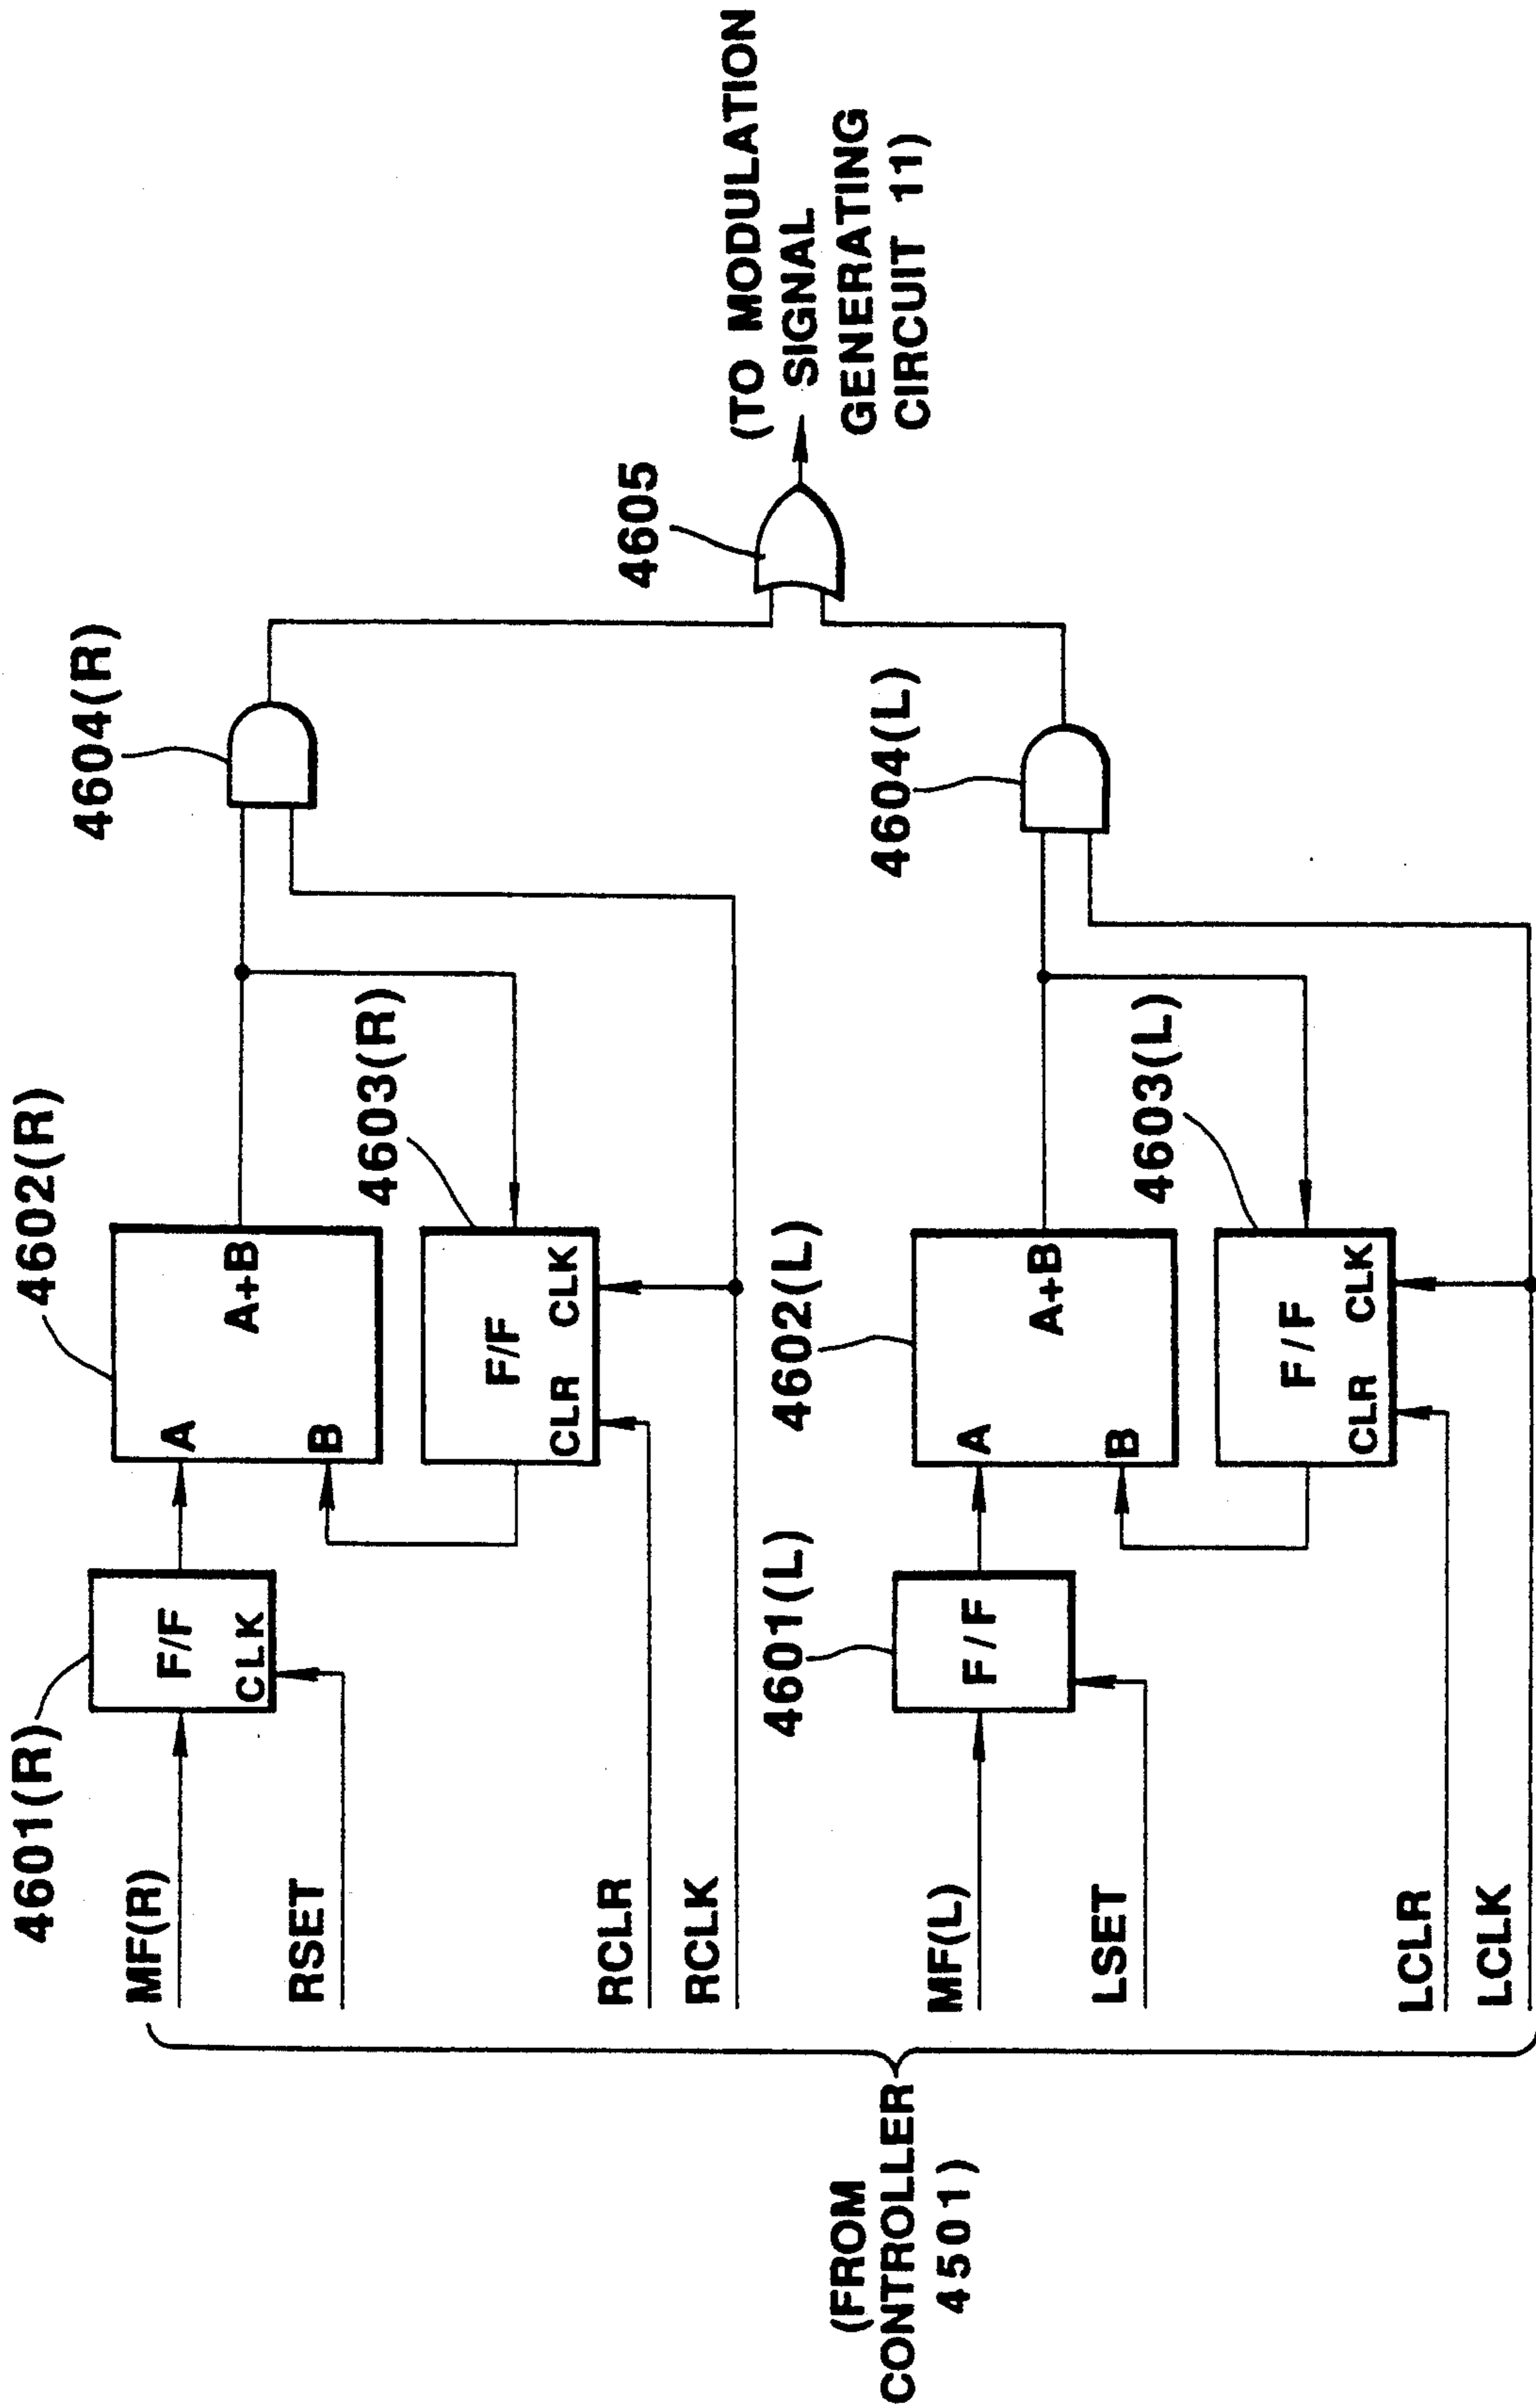 4601(R)
4602(R)
4603(R)
4604(R)
MF(R)
F/F
CLK
A
A+B
B
RSET
F/F
CLR
CLK
RCLR
RCLK
4605
(TO MODULATION
SIGNAL
GENERATING
CIRCUIT 11)
(FROM
CONTROLLER
4501)
4601(L)
4602(L)
4603(L)
4604(L)
MF(L)
F/F
A
A+B
B
LSET
F/F
CLR
CLK
LCLR
LCLK